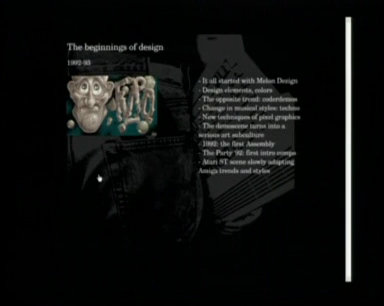 The beginnings of design
1992-93
- It all started with Melon Design
- Design elements, colors
- The opposite trend: coderdemos
- Change in musical styles: techno
- New techniques of pixel graphics
- The demoscene turns into a
serious art subculture
- 1992: the first Assembly
- The Party '92: first intro compo
- Atari ST scene slowly adapting
Amiga trends and styles